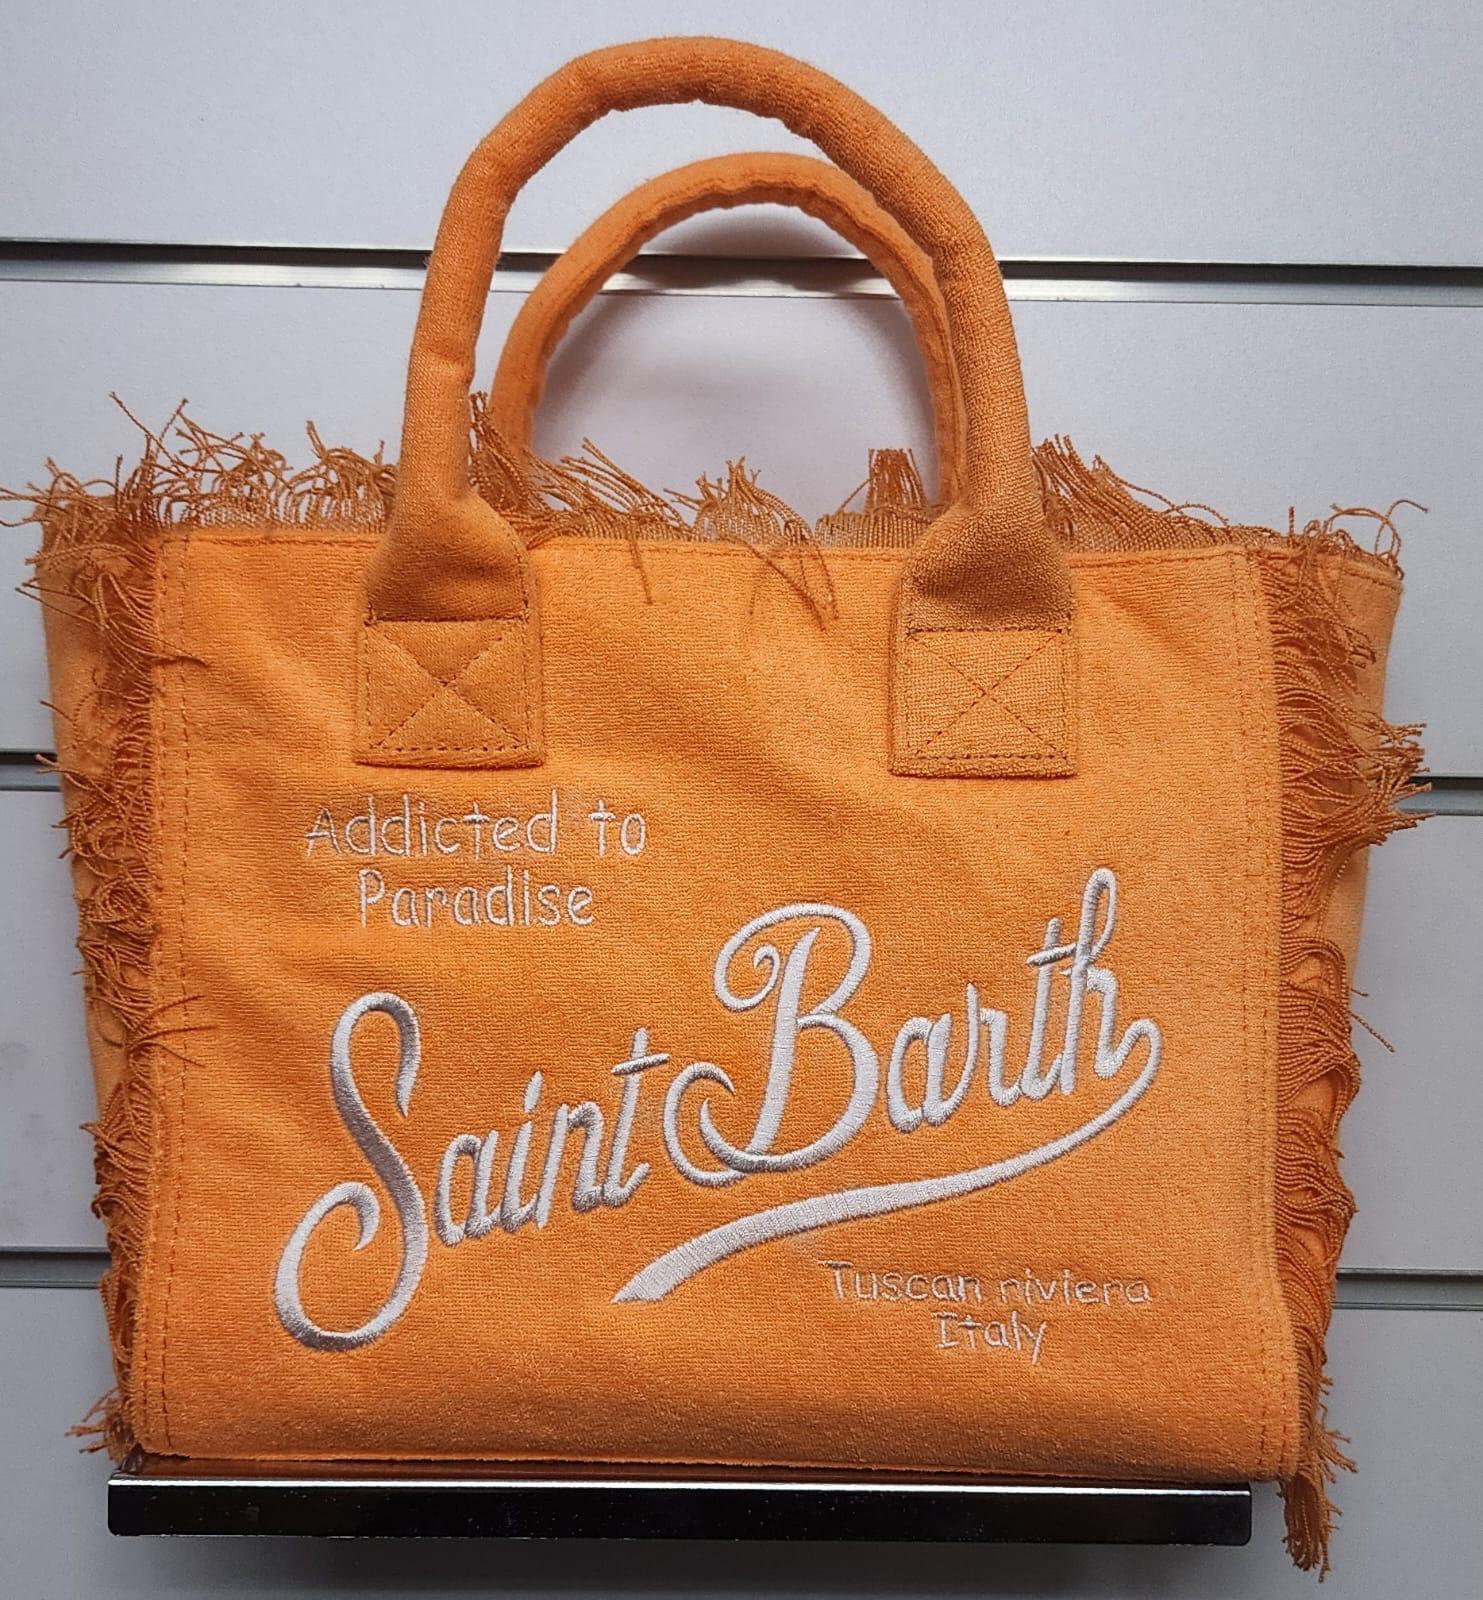 Addicted to
Paradise
Saint Barth
Tuscan riviera
Italy